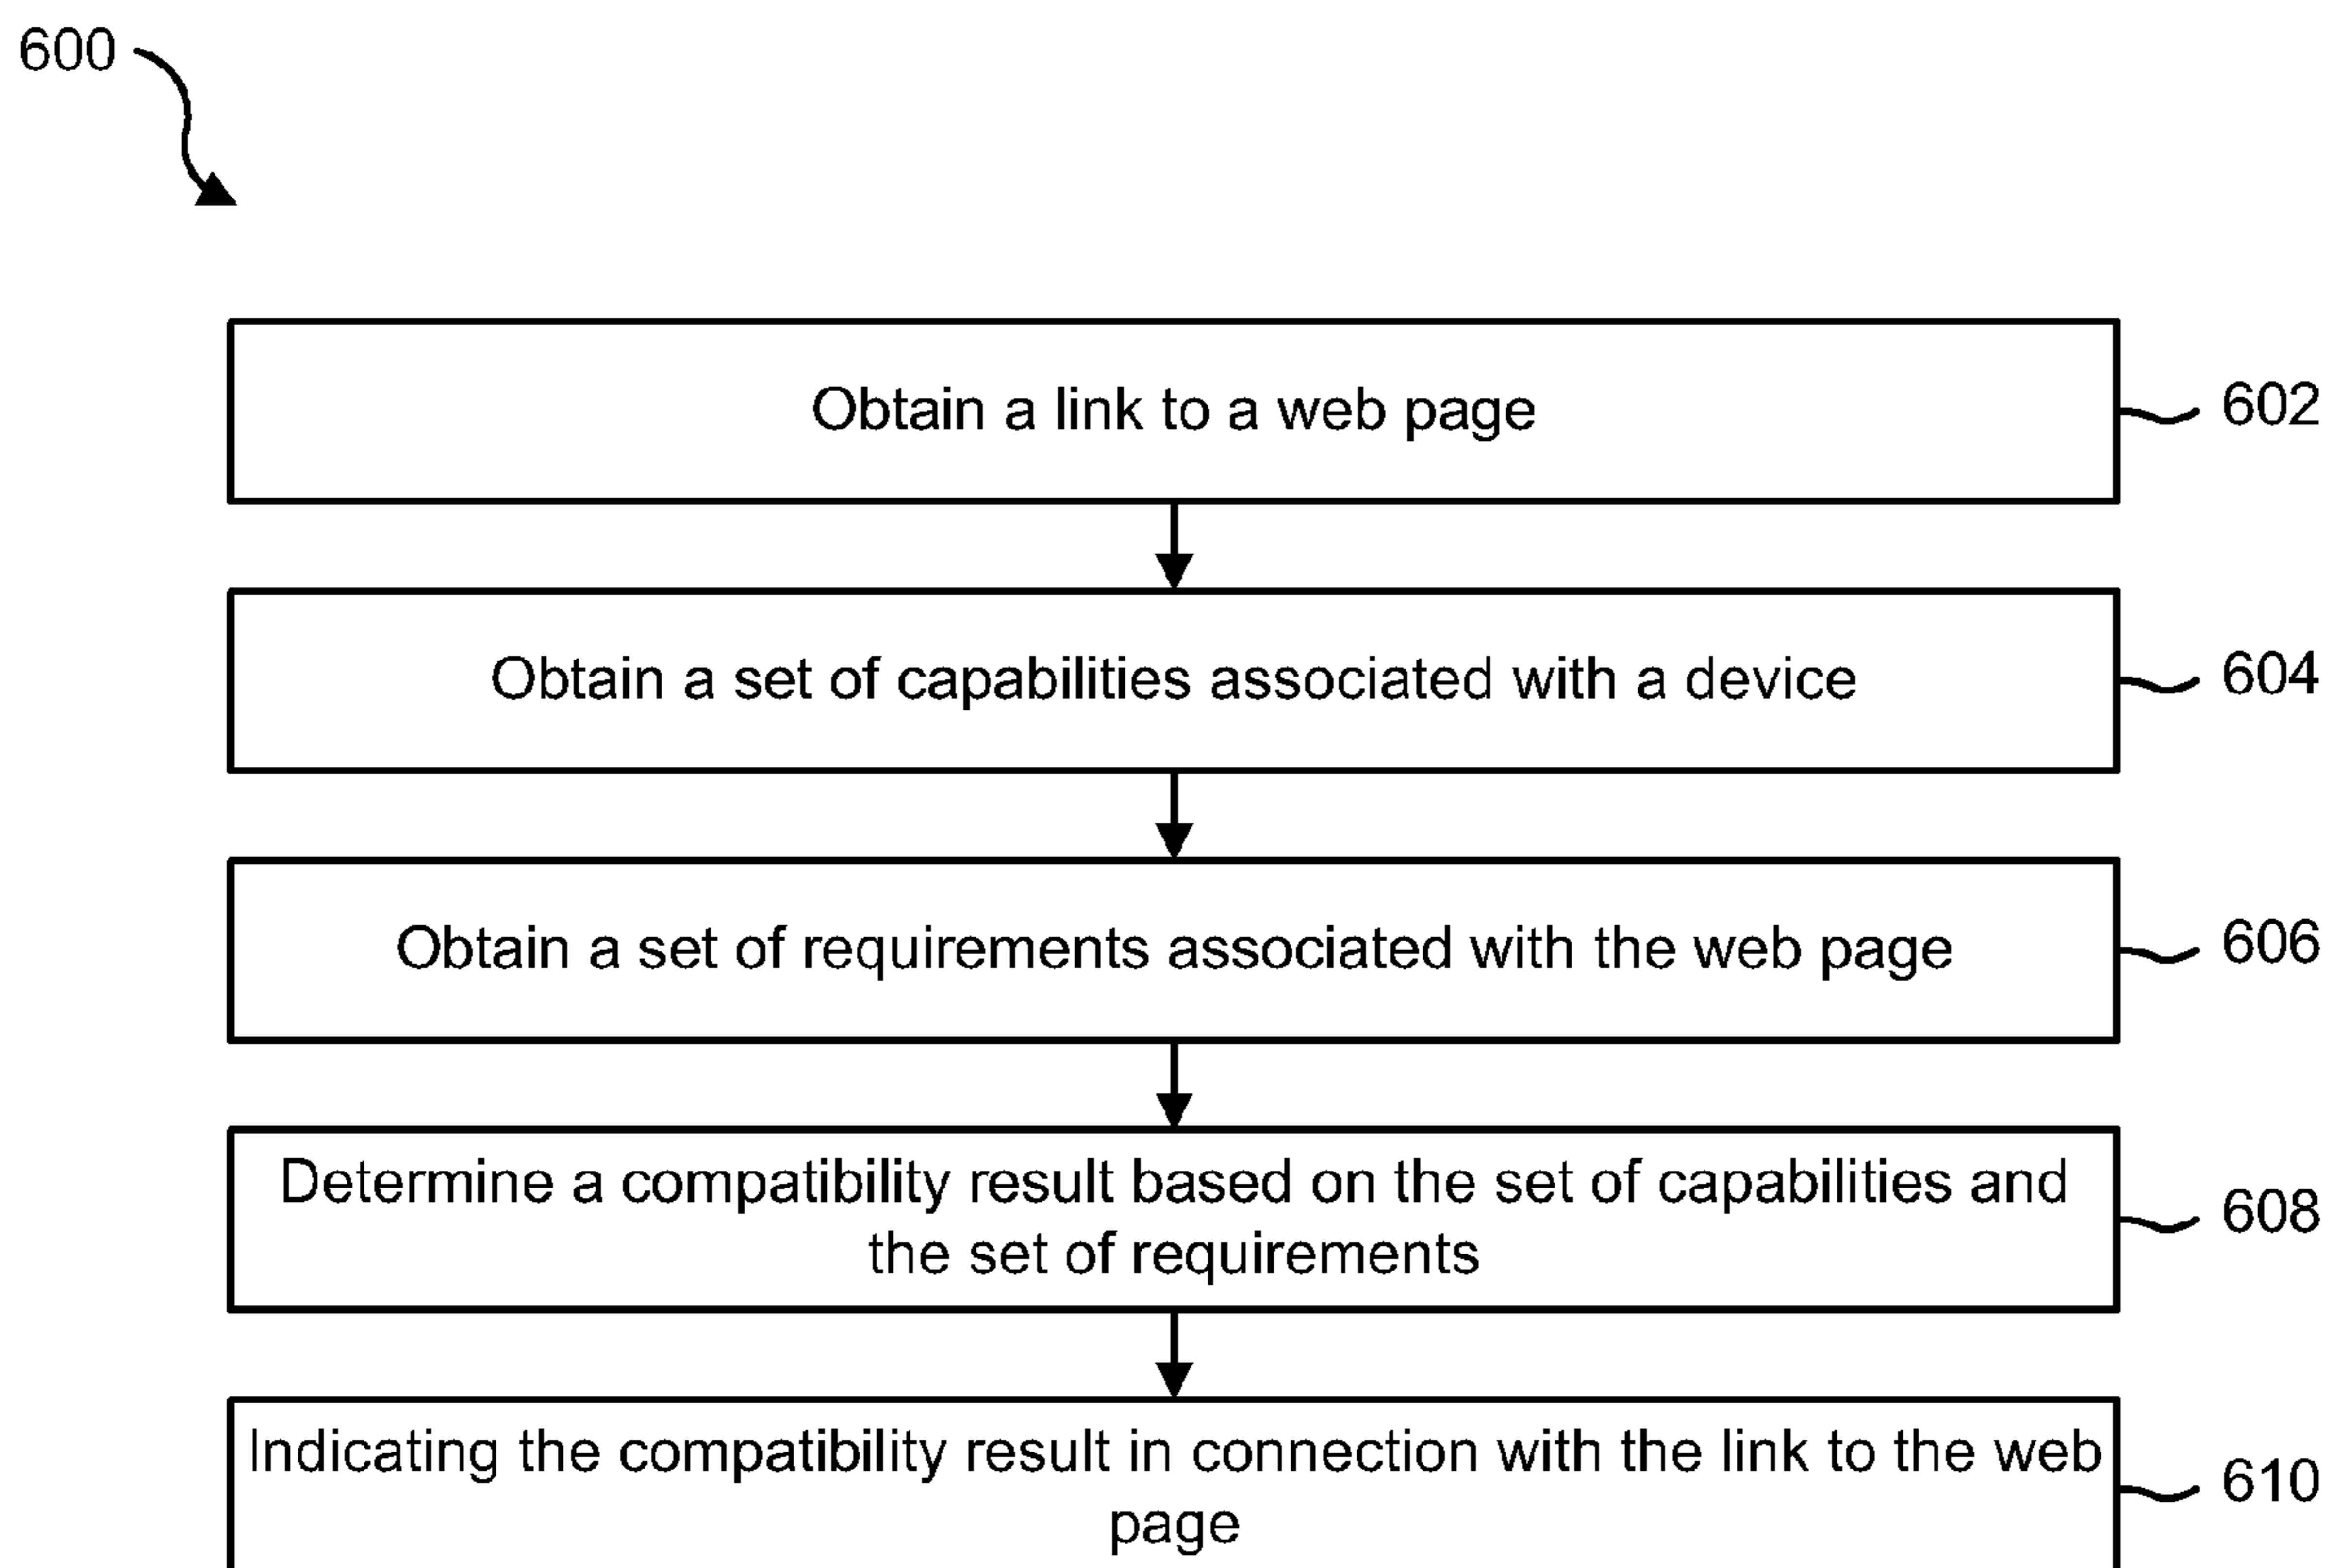 600
Obtain a link to a web page
602
Obtain a set of capabilities associated with a device
604
Obtain a set of requirements associated with the web page
606
Determine a compatibility result based on the set of capabilities and
the set of requirements
608
Indicating the compatibility result in connection with the link to the web
page
610